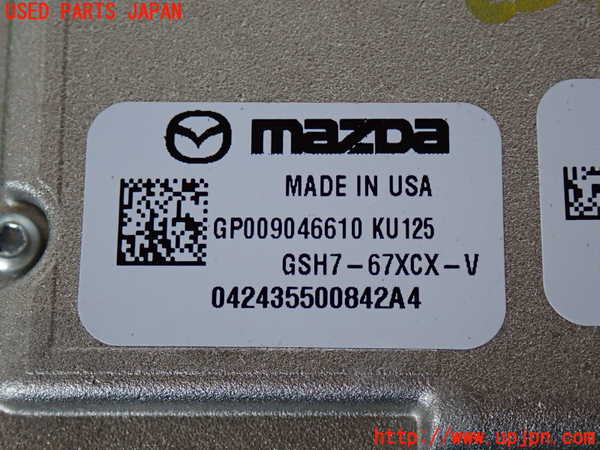 USED PARTS JAPAN
mazda
MADE IN USA
GP009046610 KU125
GSH7-67XCX-V
042435500842A4
http://www.upjpn.com